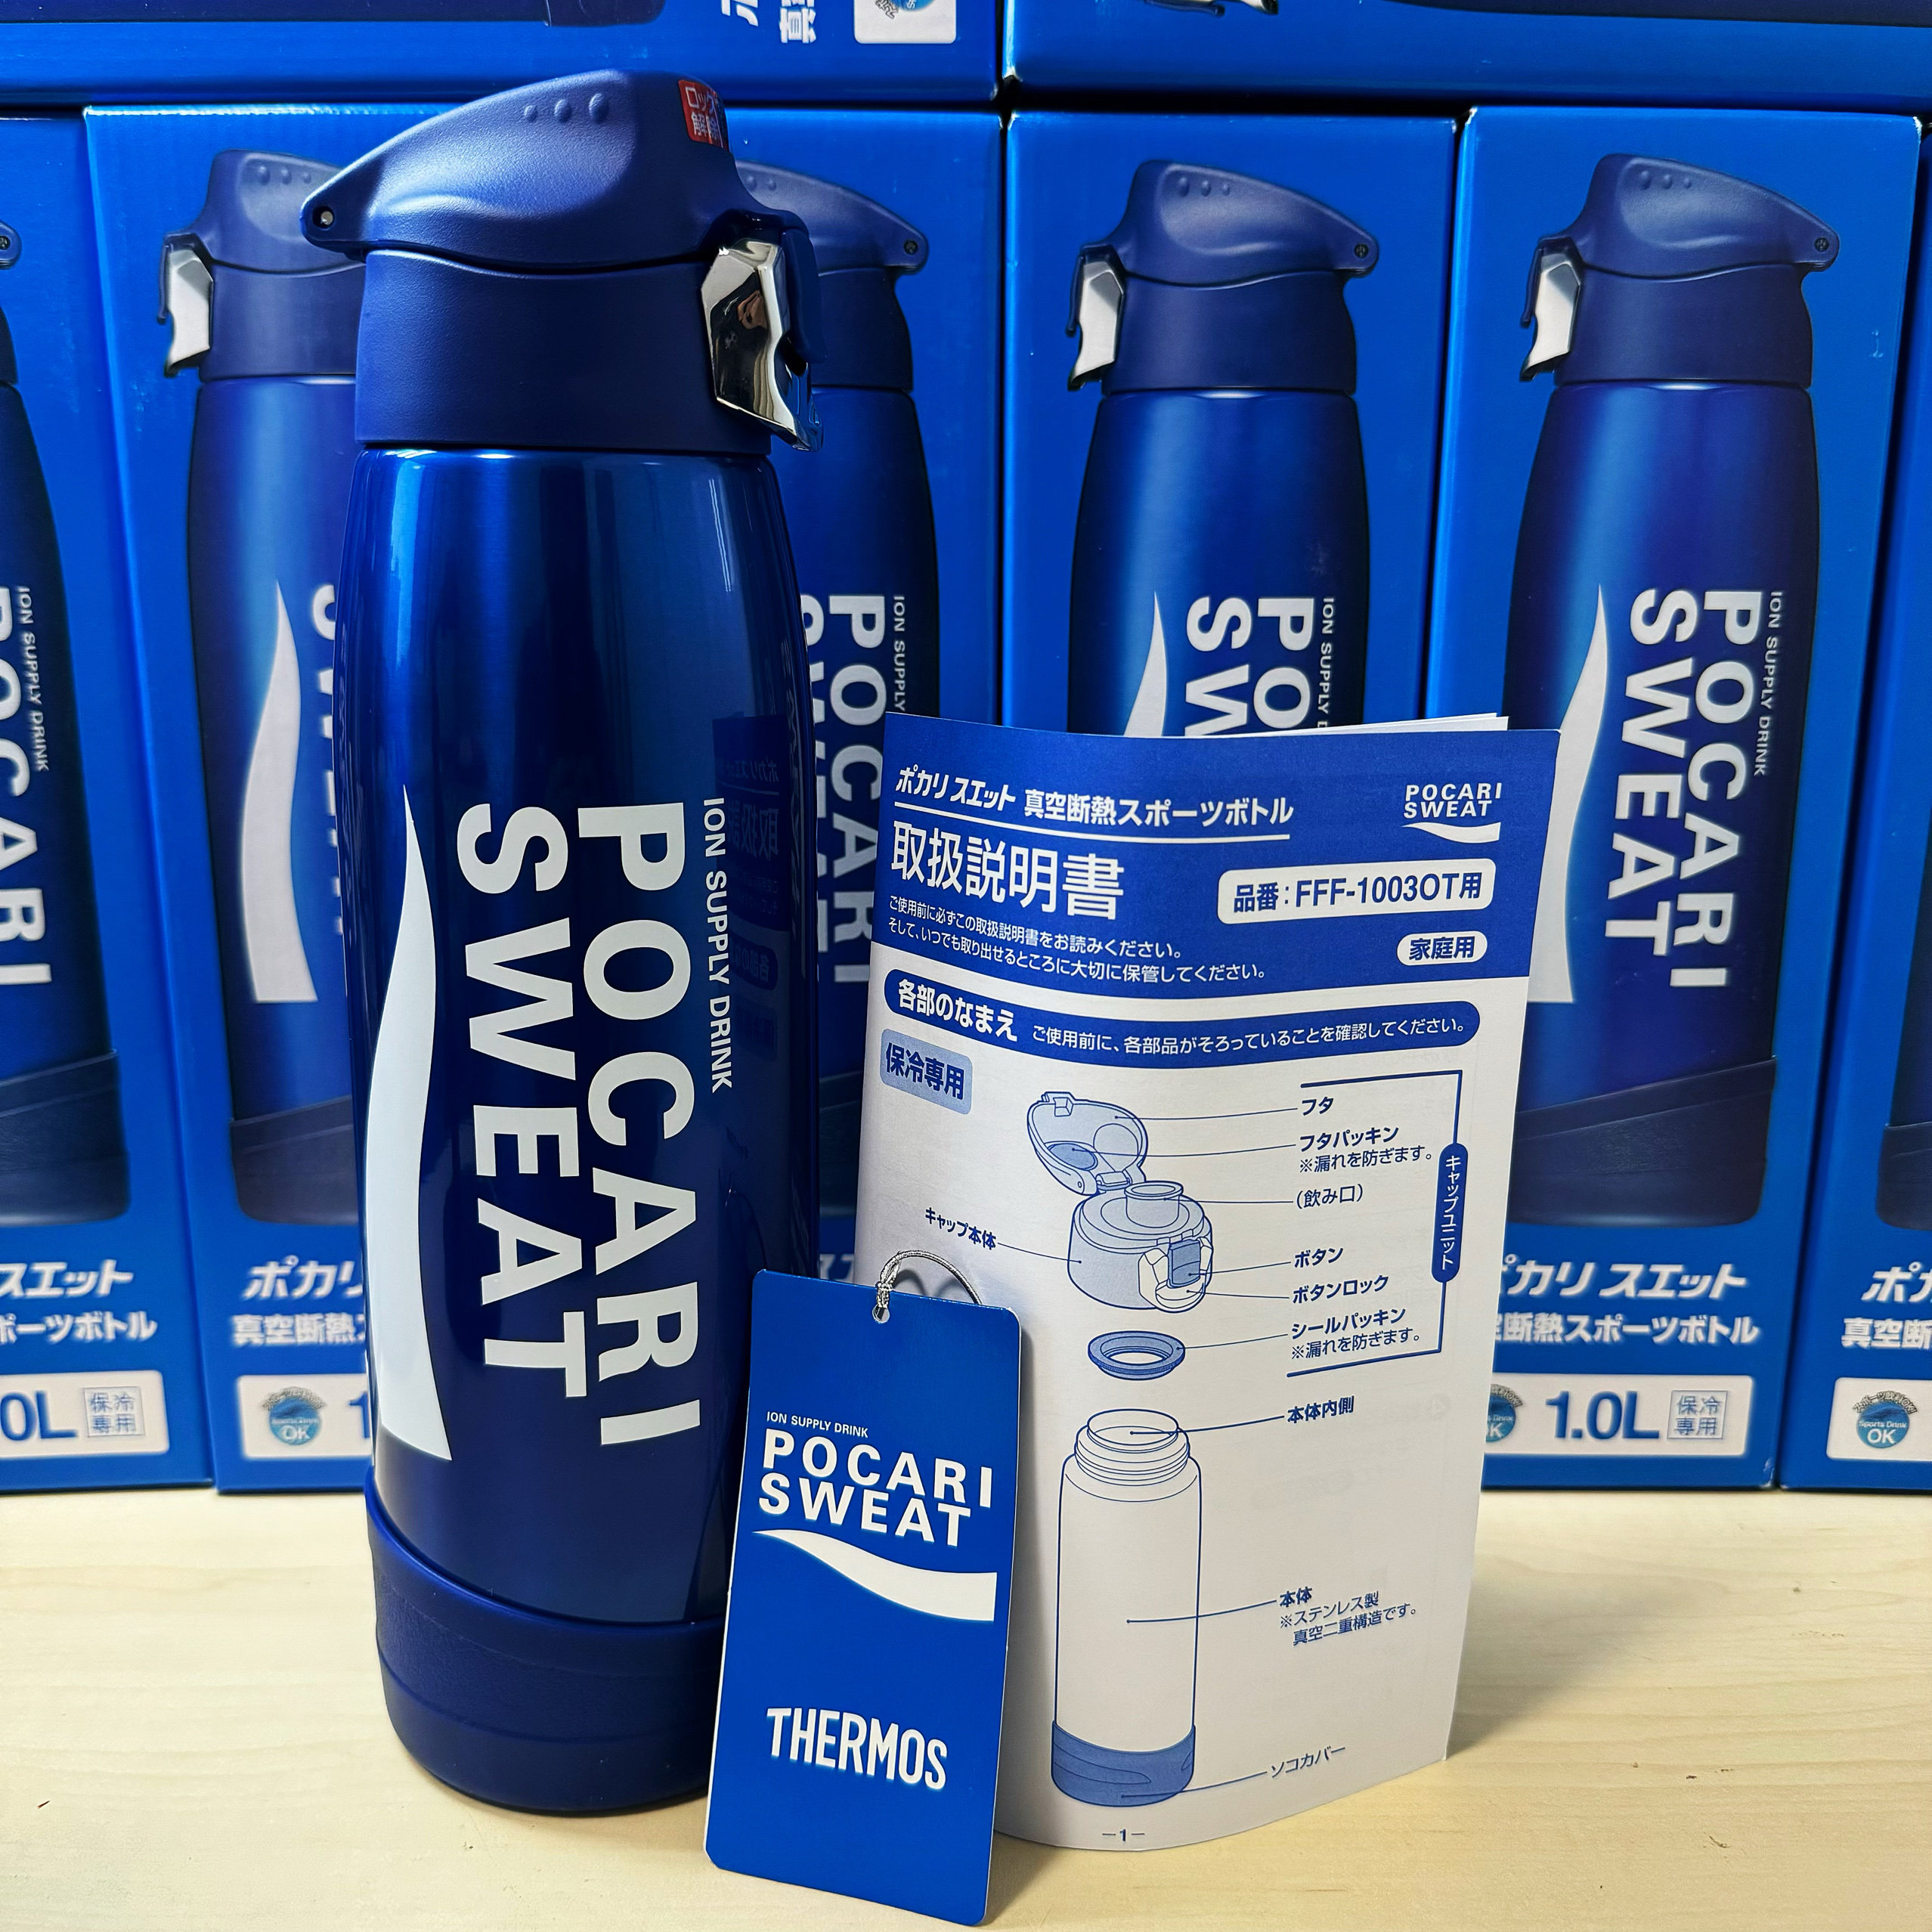 ロック
解除
ION SUPPLY DRINK
POCARI
SWEAT
ION SUPPLY DRINK
POCARI
SWEAT
THERMOS
ポカリ スエット 真空断熱スポーツボトル
POCARI
SWEAT
取扱説明書
品番:FFF-1003OT用
ご使用前に必ずこの取扱説明書をお読みください。
そして、いつでも取り出せるところに大切に保管してください。
家庭用
各部のなまえ ご使用前に、各部品がそろっていることを確認してください。
保冷専用
フタ
フタパッキン
※漏れを防ぎます。
(飲み口)
キャップ本体
ボタン
ボタンロック
シールパッキン
※漏れを防ぎます。
キャップユニット
本体内側
本体
※ステンレス製
真空二重構造です。
ソコカバー
-1-
ION SUPPLY DRINK
POCARI
SWEAT
ION SUPPLY
POCARI
ION SUPPLY DRINK
POCARI
スエット
ポーツボトル
0L
保冷
専用
ポカリ
真空断熱
Sports Drink
OK
カリ スエット
断熱スポーツボトル
OK
1.0L
保冷
専用
真空断
Sports Drink
OK